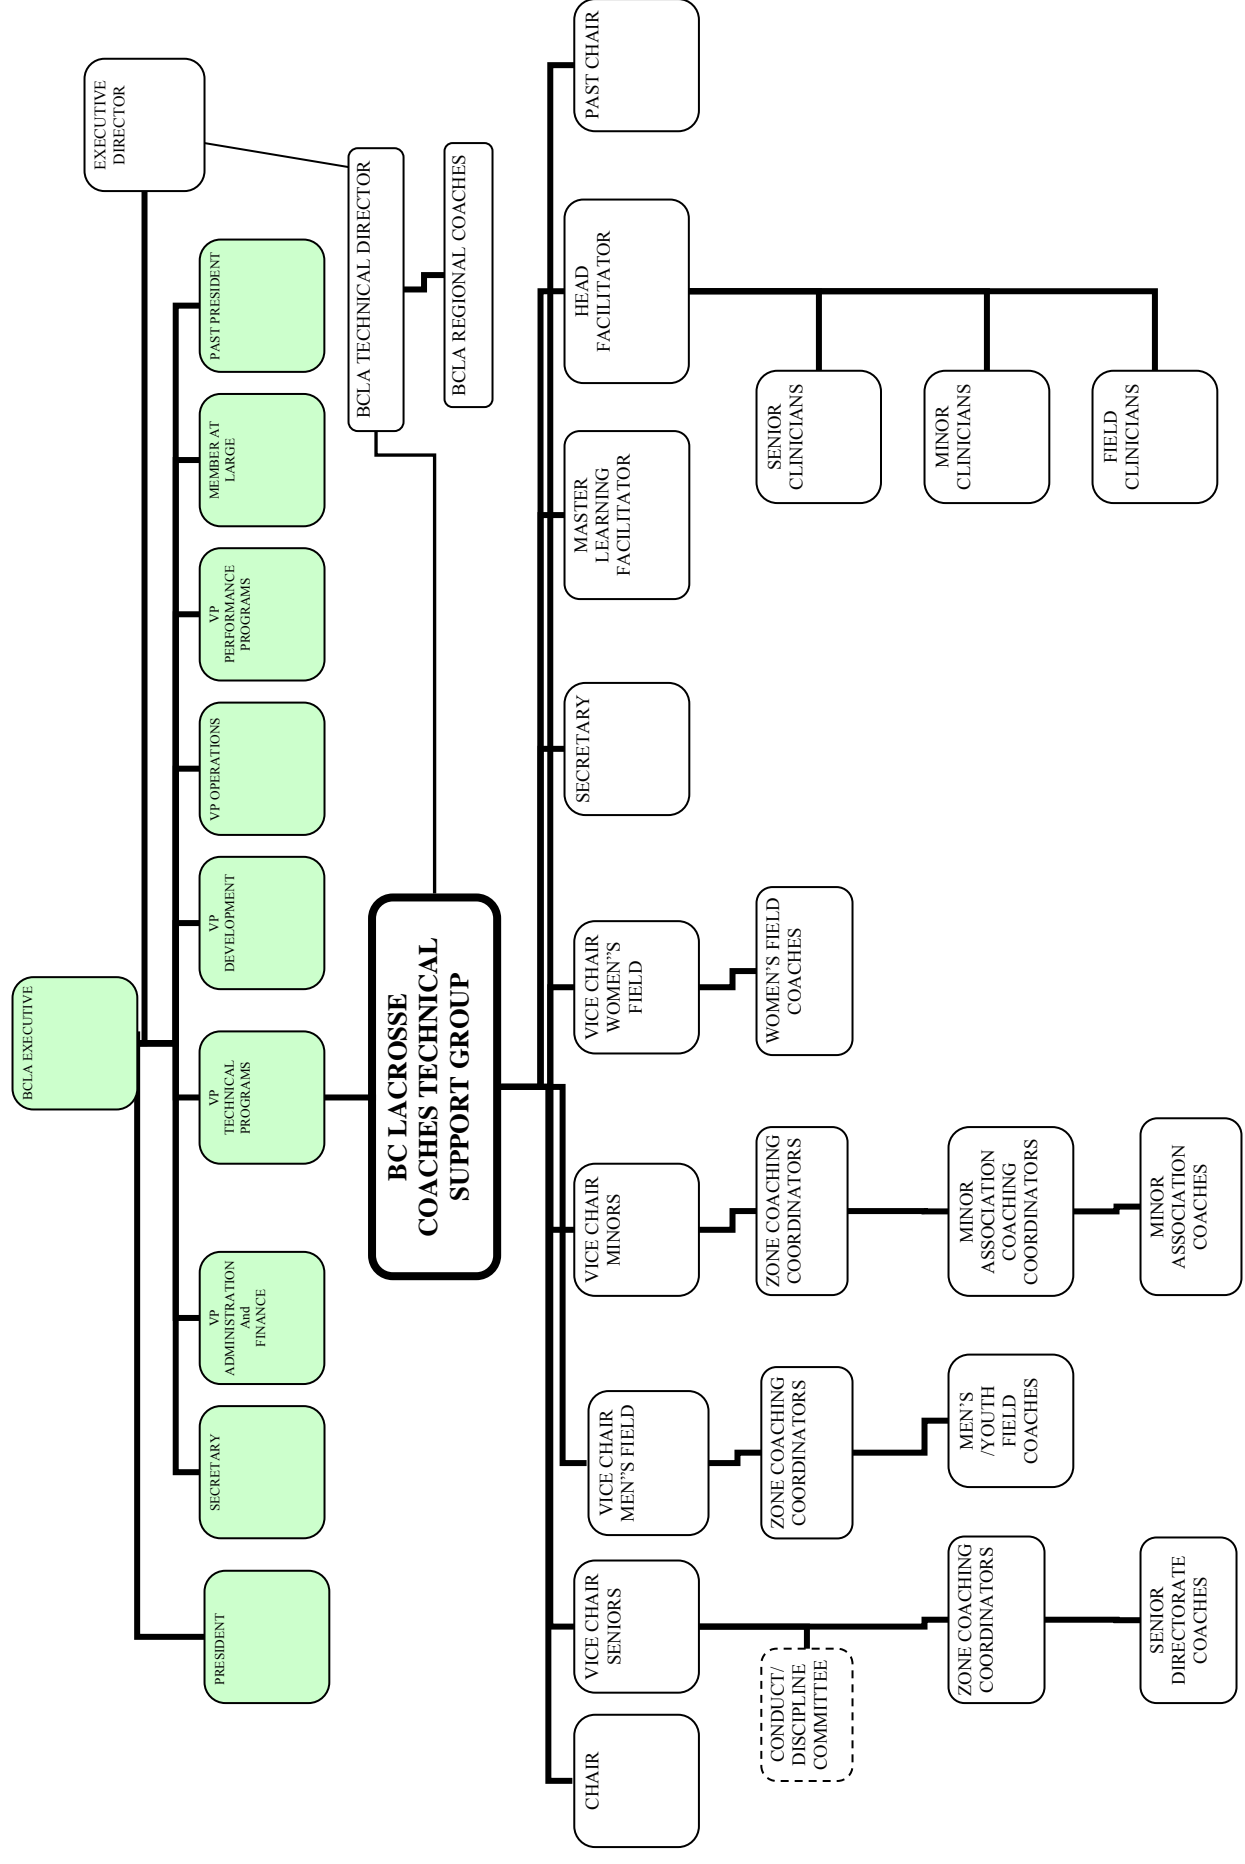 BCLA EXECUTIVE
EXECUTIVE
DIRECTOR
PRESIDENT
SECRETARY
VP
ADMINISTRATION
And
FINANCE
VP
TECHNICAL
PROGRAMS
VP
DEVELOPMENT
VP OPERATIONS
VP
PERFORMANCE
PROGRAMS
MEMBER AT
LARGE
PAST PRESIDENT
BCLA TECHNICAL DIRECTOR
BCLA REGIONAL COACHES
BC LACROSSE
COACHES TECHNICAL
SUPPORT GROUP
CHAIR
VICE CHAIR
SENIORS
VICE CHAIR
MEN"S FIELD
VICE CHAIR
MINORS
VICE CHAIR
WOMEN"S
FIELD
SECRETARY
MASTER
LEARNING
FACILITATOR
HEAD
FACILITATOR
PAST CHAIR
CONDUCT/
DISCIPLINE
COMMITTEE
ZONE COACHING
COORDINATORS
ZONE COACHING
COORDINATORS
WOMEN'S FIELD
COACHES
SENIOR
CLINICIANS
MINOR
CLINICIANS
FIELD
CLINICIANS
ZONE COACHING
COORDINATORS
MEN'S
/YOUTH
FIELD
COACHES
MINOR
ASSOCIATION
COACHING
COORDINATORS
SENIOR
DIRECTORATE
COACHES
MINOR
ASSOCIATION
COACHES